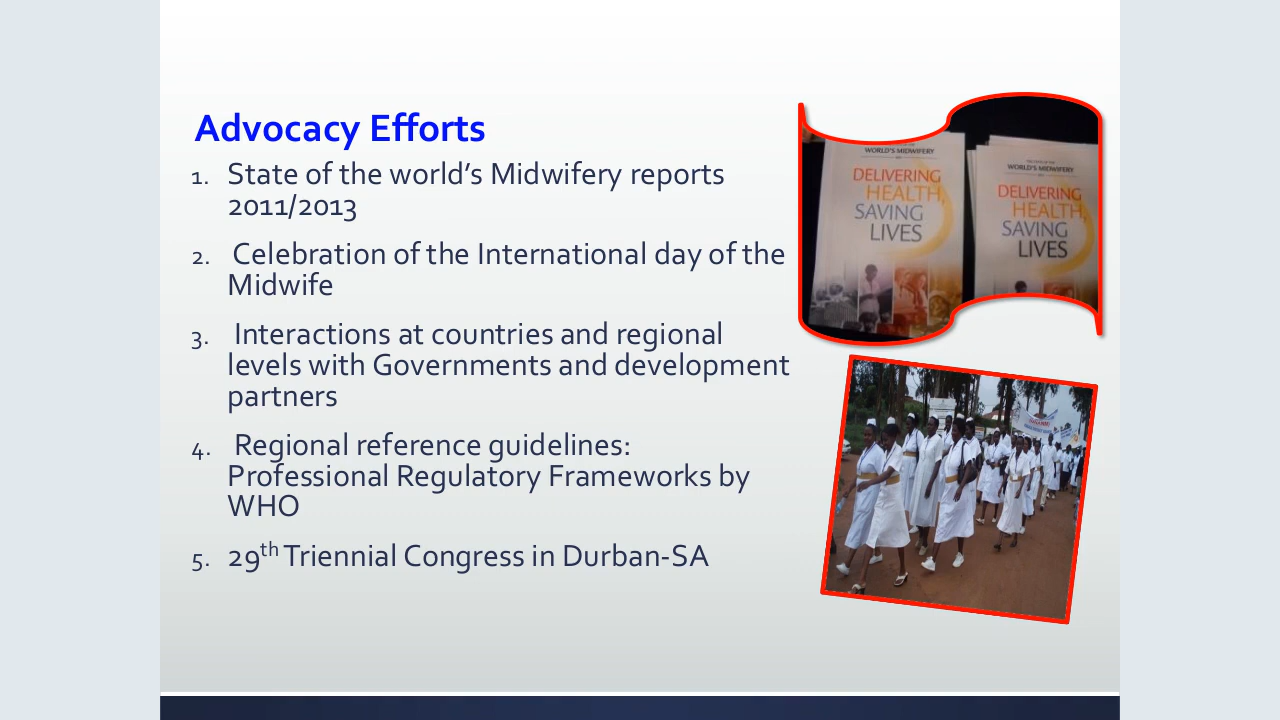 Advocacy Efforts
1. State of the world's Midwifery reports
2011/2013
2. Celebration of the International day of the
Midwife
3. Interactions at countries and regional
levels with Governments and development
partners
4. Regional reference guidelines:
Professional Regulatory Frameworks by
WHO
5. 29th Triennial Congress in Durban-SA
WORLD'S MIDWIFERY
DELIVERING
HEALTH,
SAVING
LIVES
WORLD'S MIDWIFERY
DELIVERING
HEALTH,
SAVING
LIVES